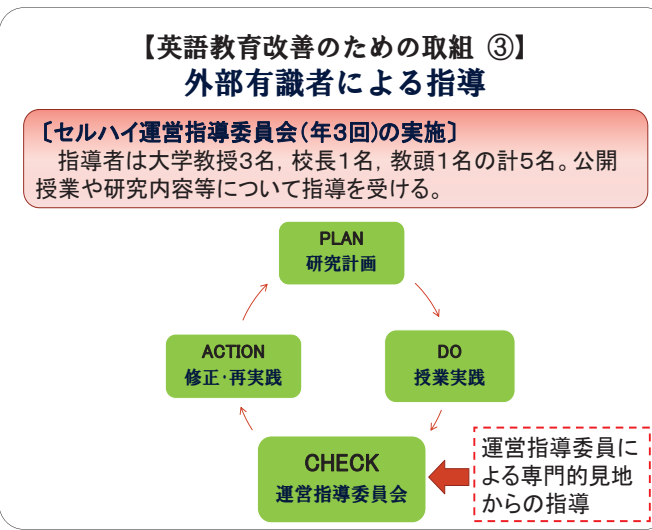 【英語教育改善のための取組 ③】
外部有識者による指導
〔セルハイ運営指導委員会(年3回)の実施〕
指導者は大学教授3名, 校長1名, 教頭1名の計5名。公開
授業や研究内容等について指導を受ける。
PLAN
研究計画
ACTION
修正・再実践
DO
授業実践
CHECK
運営指導委員会
運営指導委員に
よる専門的見地
からの指導